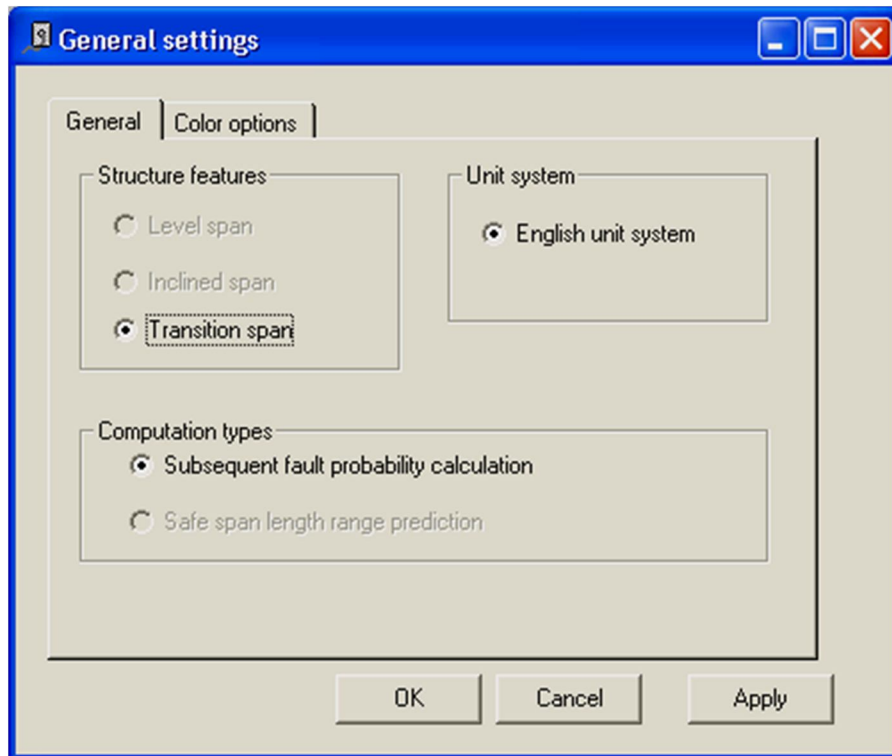 General settings
General
Color options
Structure features
Level span
Inclined span
Transition span
Unit system
English unit system
Computation types
Subsequent fault probability calculation
Safe span length range prediction
OK
Cancel
Apply